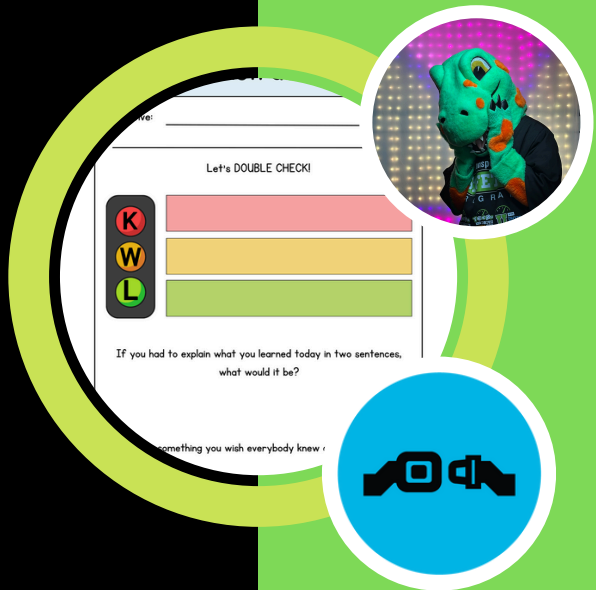 Let's DOUBLE CHECK!
K
W
L
If you had to explain what you learned today in two sentences,
what would it be?
something you wish everybody knew